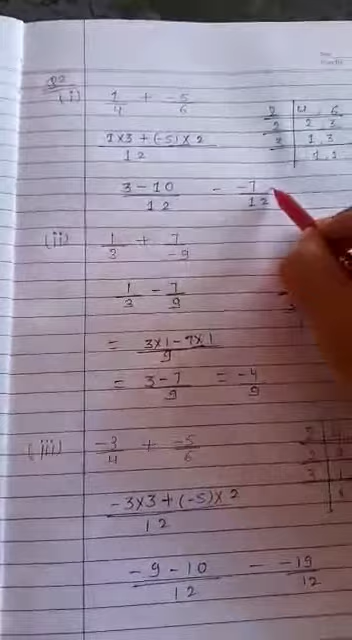 Q2
(i) 1/4 + -5/6
2 | 4, 6
2 | 2, 3
3 | 1, 3
1, 1
1×3 + (-5)×2 / 12
3 - 10 / 12 - -7 / 12
(ii) 1/3 + 7/-9
1/3 - 7/9
= 3×1 - 7×1 / 9
= 3 - 7 / 9 = -4/9
(iii) -3/4 + -5/6
-3×3 + (-5)×2 / 12
-9 - 10 / 12 - -19 / 12